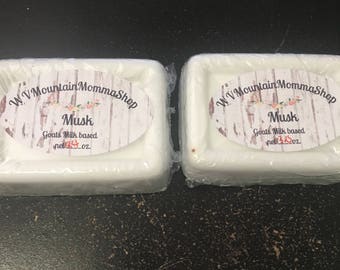 WVMountainMommaShop
Musk
Goats Milk based
net oz.
WVMountainMommaShop
Musk
Goats Milk based
net oz.